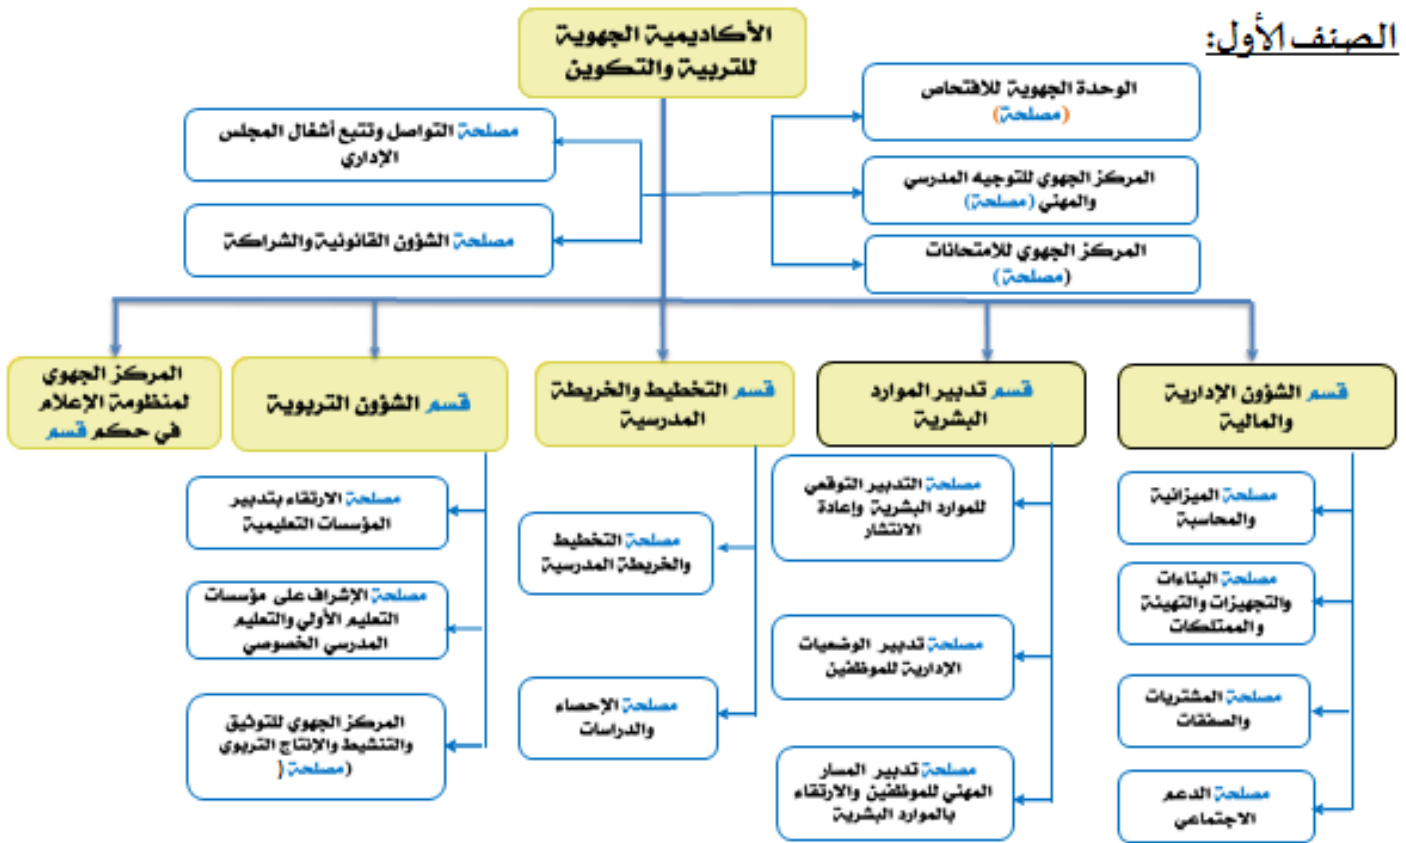 الصنف الأول:
الأكاديمية الجهوية
للتربية والتكوين
الوحدة الجهوية للافتحاص
(مصلحة)
المركز الجهوي للتوجيه المدرسي
والمهني (مصلحة)
المركز الجهوي للامتحانات
(مصلحة)
مصلحة التواصل وتتبع أشغال المجلس
الإداري
مصلحة الشؤون القانونية والشراكة
قسم الشؤون الإدارية
والمالية
قسم تدبير الموارد
البشرية
قسم التخطيط والخريطة
المدرسية
قسم الشؤون التربوية
المركز الجهوي
لمنظومة الإعلام
في حكم قسم
مصلحة الميزانية
والمحاسبة
مصلحة البناءات
والتجهيزات والتهيئة
والممتلكات
مصلحة المشتريات
والصفقات
مصلحة الدعم
الاجتماعي
مصلحة التدبير التوقعي
للموارد البشرية وإعادة
الانتشار
مصلحة تدبير الوضعيات
الإدارية للموظفين
مصلحة تدبير المسار
المهني للموظفين والارتقاء
بالموارد البشرية
مصلحة التخطيط
والخريطة المدرسية
مصلحة الإحصاء
والدراسات
مصلحة الارتقاء بتدبير
المؤسسات التعليمية
مصلحة الإشراف على مؤسسات
التعليم الأولي والتعليم
المدرسي الخصوصي
المركز الجهوي للتوثيق
والتنشيط والإنتاج التربوي
(مصلحة)